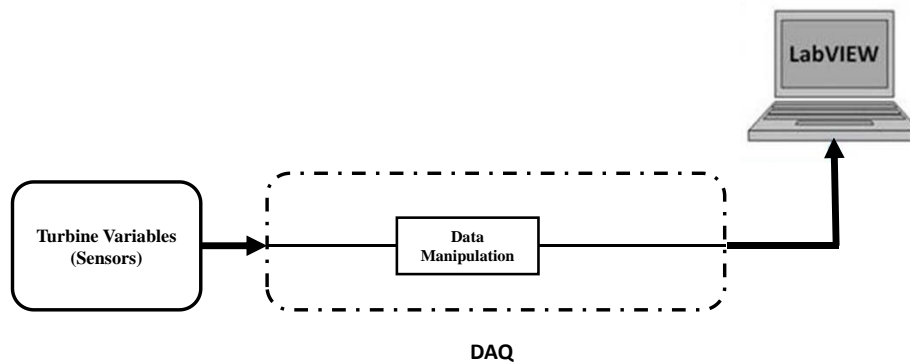 LabVIEW
Turbine Variables
(Sensors)
Data
Manipulation
DAQ